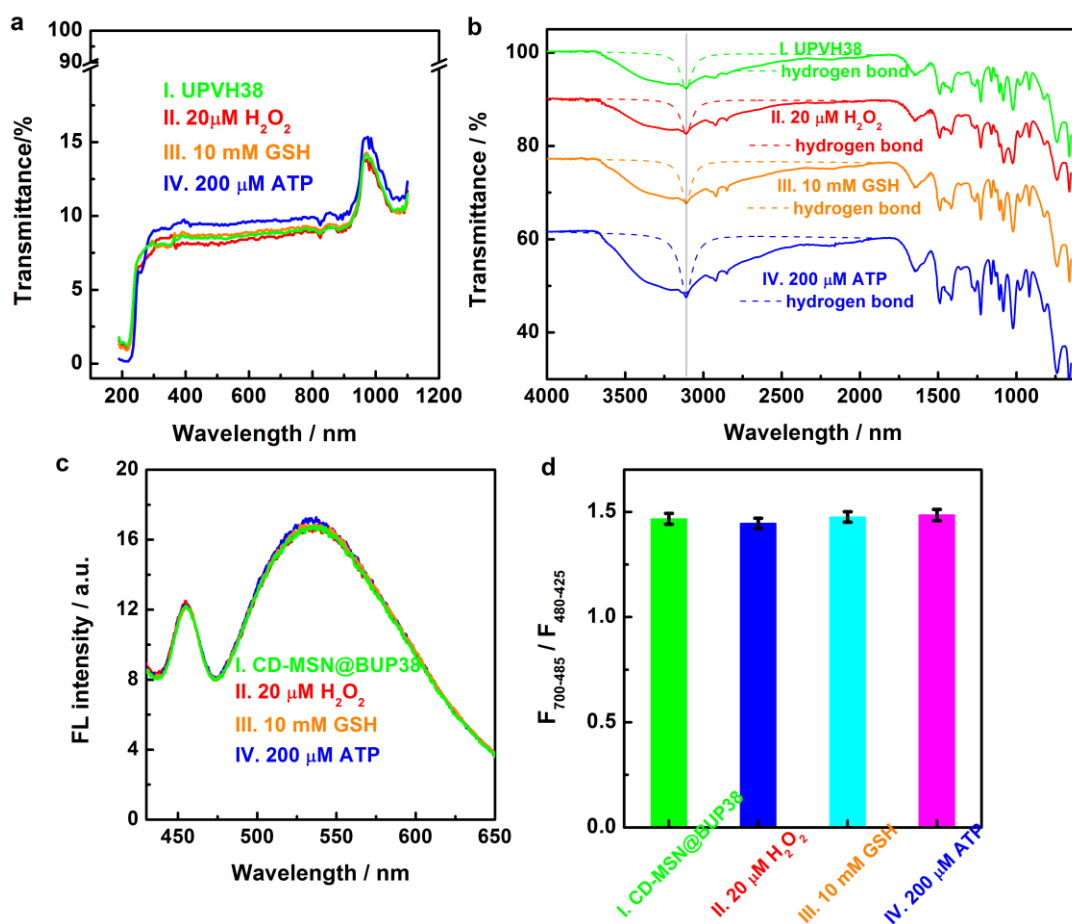 a
100
90
15
10
5
0
Transmittance/%
I. UPVH38
II. 20μM H₂O₂
III. 10 mM GSH
IV. 200 μM ATP
200 400 600 800 1000 1200
Wavelength / nm
b
100
80
60
40
Transmittance / %
I. UPVH38
hydrogen bond
II. 20 μM H₂O₂
hydrogen bond
III. 10 mM GSH
hydrogen bond
IV. 200 μM ATP
hydrogen bond
4000 3500 3000 2500 2000 1500 1000
Wavelength / nm
c
20
16
12
8
4
0
FL intensity / a.u.
I. CD-MSN@BUP38
II. 20 μM H₂O₂
III. 10 mM GSH
IV. 200 μM ATP
450 500 550 600 650
Wavelength / nm
d
1.5
1.0
0.5
0.0
F₇₀₀₋₄₈₅ / F₄₈₀₋₄₂₅
I. CD-MSN@BUP38
II. 20 μM H₂O₂
III. 10 mM GSH
IV. 200 μM ATP